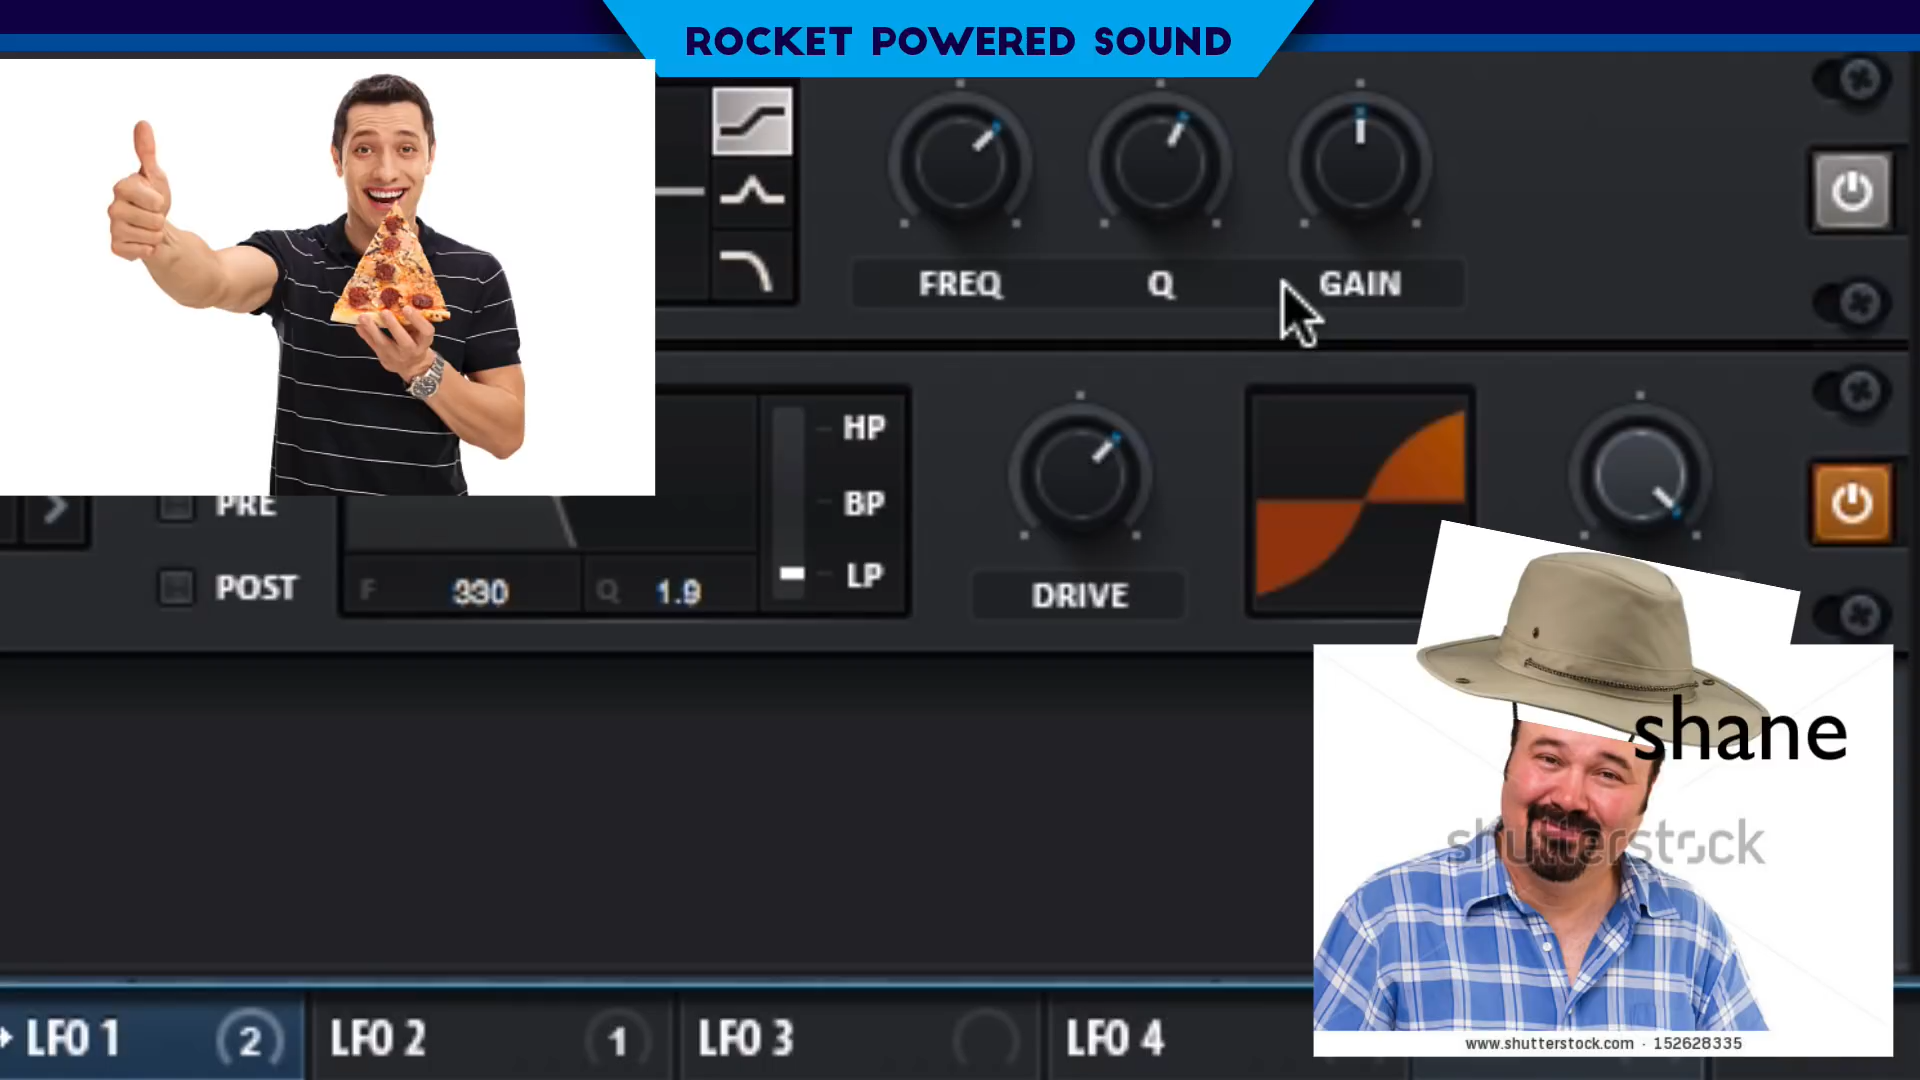 ROCKET POWERED SOUND
FREQ
Q
GAIN
HP
BP
LP
PRE
POST
F
330
Q
1.9
DRIVE
shane
shutterstock
www.shutterstock.com · 152628335
LFO 1
2
LFO 2
1
LFO 3
LFO 4